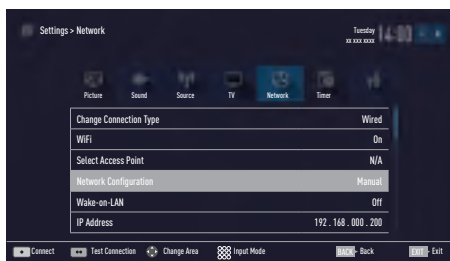 Settings > Network
Tuesday
xx xxx xxxx
14:00
Picture Sound Source TV Network Timer
Change Connection Type Wired
WiFi On
Select Access Point N/A
Network Configuration Manual
Wake-on-LAN Off
IP Address 192 . 168 . 000 . 200
Connect Test Connection Change Area Input Mode BACK - Back EXIT - Exit